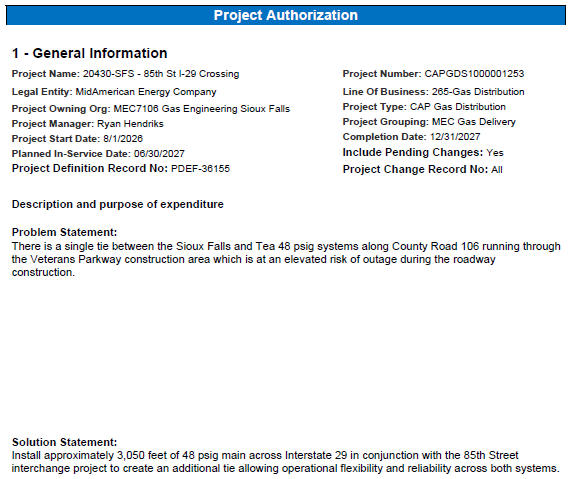 Project Authorization
1 - General Information
Project Name: 20430-SFS - 85th St I-29 Crossing
Project Number: CAPGDS1000001253
Legal Entity: MidAmerican Energy Company
Line Of Business: 265-Gas Distribution
Project Owning Org: MEC7106 Gas Engineering Sioux Falls
Project Type: CAP Gas Distribution
Project Manager: Ryan Hendriks
Project Grouping: MEC Gas Delivery
Project Start Date: 8/1/2026
Completion Date: 12/31/2027
Planned In-Service Date: 06/30/2027
Include Pending Changes: Yes
Project Definition Record No: PDEF-36155
Project Change Record No: All
Description and purpose of expenditure
Problem Statement:
There is a single tie between the Sioux Falls and Tea 48 psig systems along County Road 106 running through
the Veterans Parkway construction area which is at an elevated risk of outage during the roadway
construction.
Solution Statement:
Install approximately 3,050 feet of 48 psig main across Interstate 29 in conjunction with the 85th Street
interchange project to create an additional tie allowing operational flexibility and reliability across both systems.